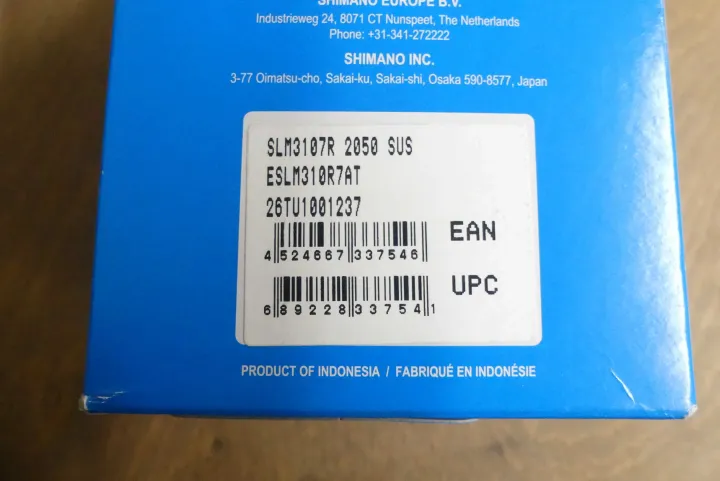 SHIMANO EUROPE B.V.
Industrieweg 24, 8071 CT Nunspeet, The Netherlands
Phone: +31-341-272222
SHIMANO INC.
3-77 Oimatsu-cho, Sakai-ku, Sakai-shi, Osaka 590-8577, Japan
SLM3107R 2050 SUS
ESLM310R7AT
26TU1001237
4 524667 337546 EAN
6 89228 33754 1 UPC
PRODUCT OF INDONESIA / FABRIQUÉ EN INDONÉSIE